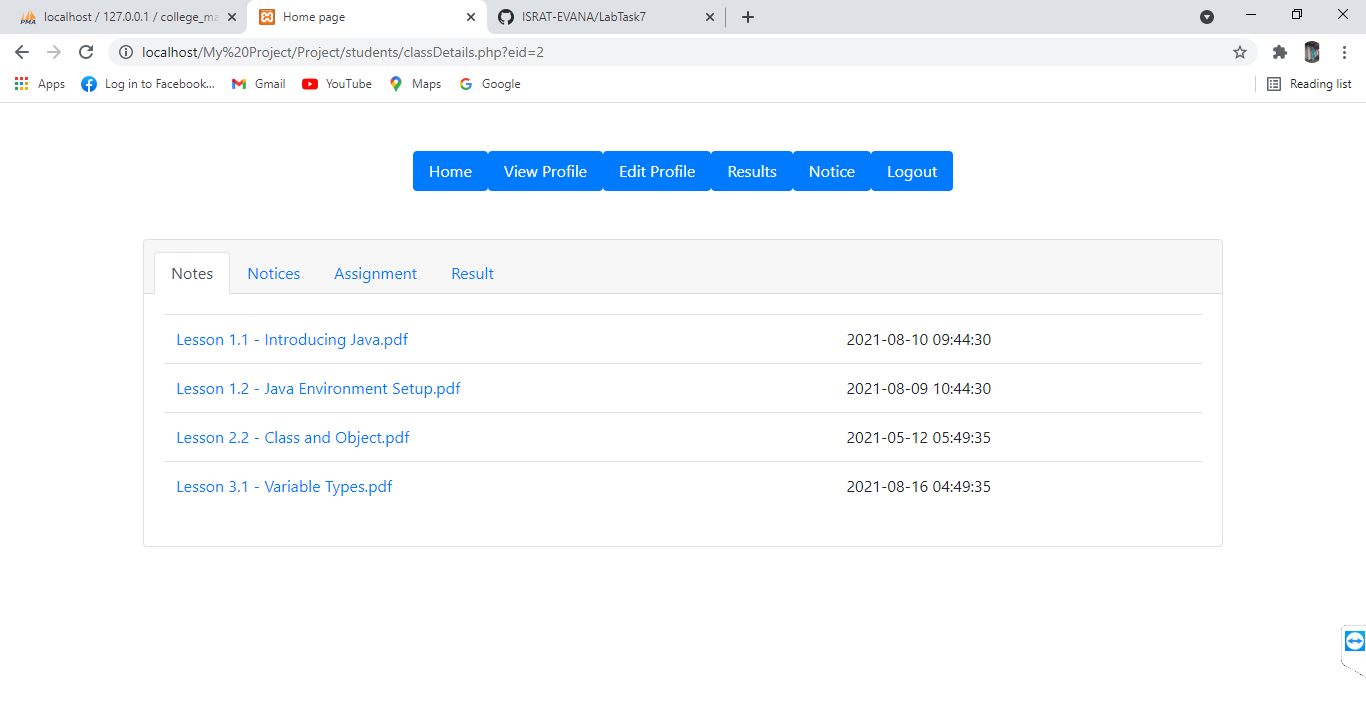 localhost / 127.0.0.1 / college_ma
Home page
ISRAT-EVANA/LabTask7
localhost/My%20Project/Project/students/classDetails.php?eid=2
Apps Log in to Facebook... Gmail YouTube Maps Google Reading list
Home View Profile Edit Profile Results Notice Logout
Notes Notices Assignment Result
Lesson 1.1 - Introducing Java.pdf 2021-08-10 09:44:30
Lesson 1.2 - Java Environment Setup.pdf 2021-08-09 10:44:30
Lesson 2.2 - Class and Object.pdf 2021-05-12 05:49:35
Lesson 3.1 - Variable Types.pdf 2021-08-16 04:49:35